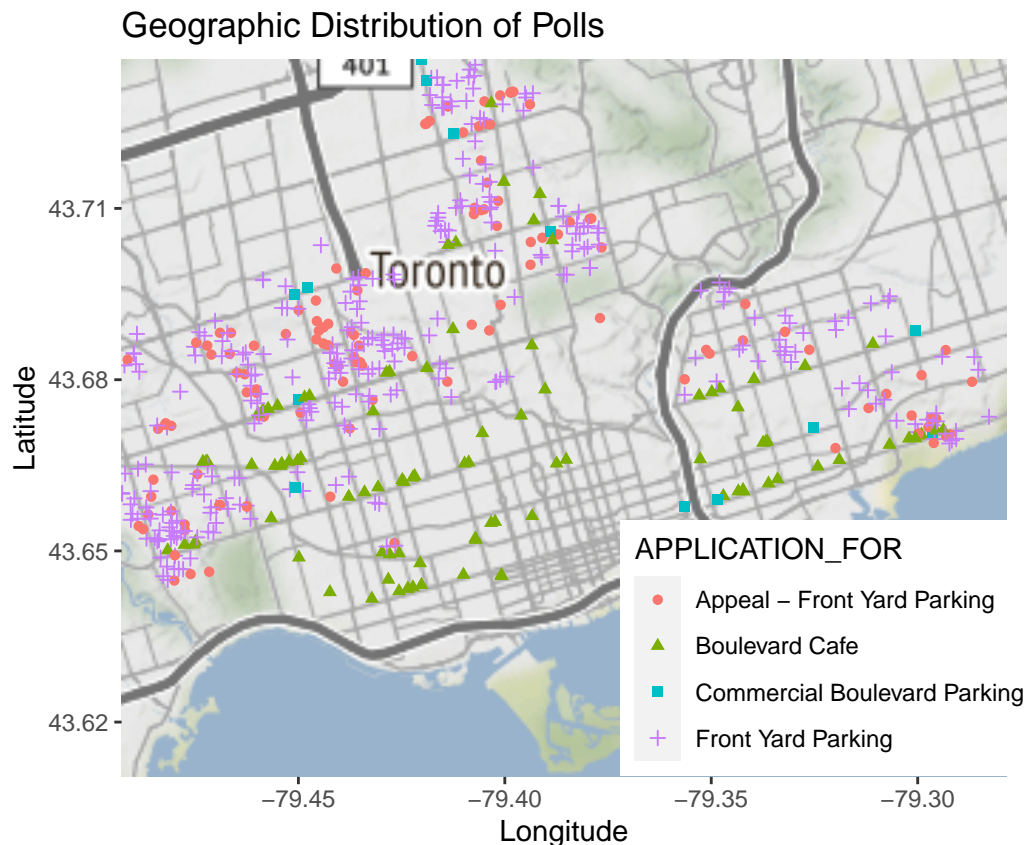 Geographic Distribution of Polls
401
Toronto
43.71
43.68
43.65
43.62
Latitude
−79.45
−79.40
−79.35
−79.30
Longitude
APPLICATION_FOR
Appeal − Front Yard Parking
Boulevard Cafe
Commercial Boulevard Parking
Front Yard Parking